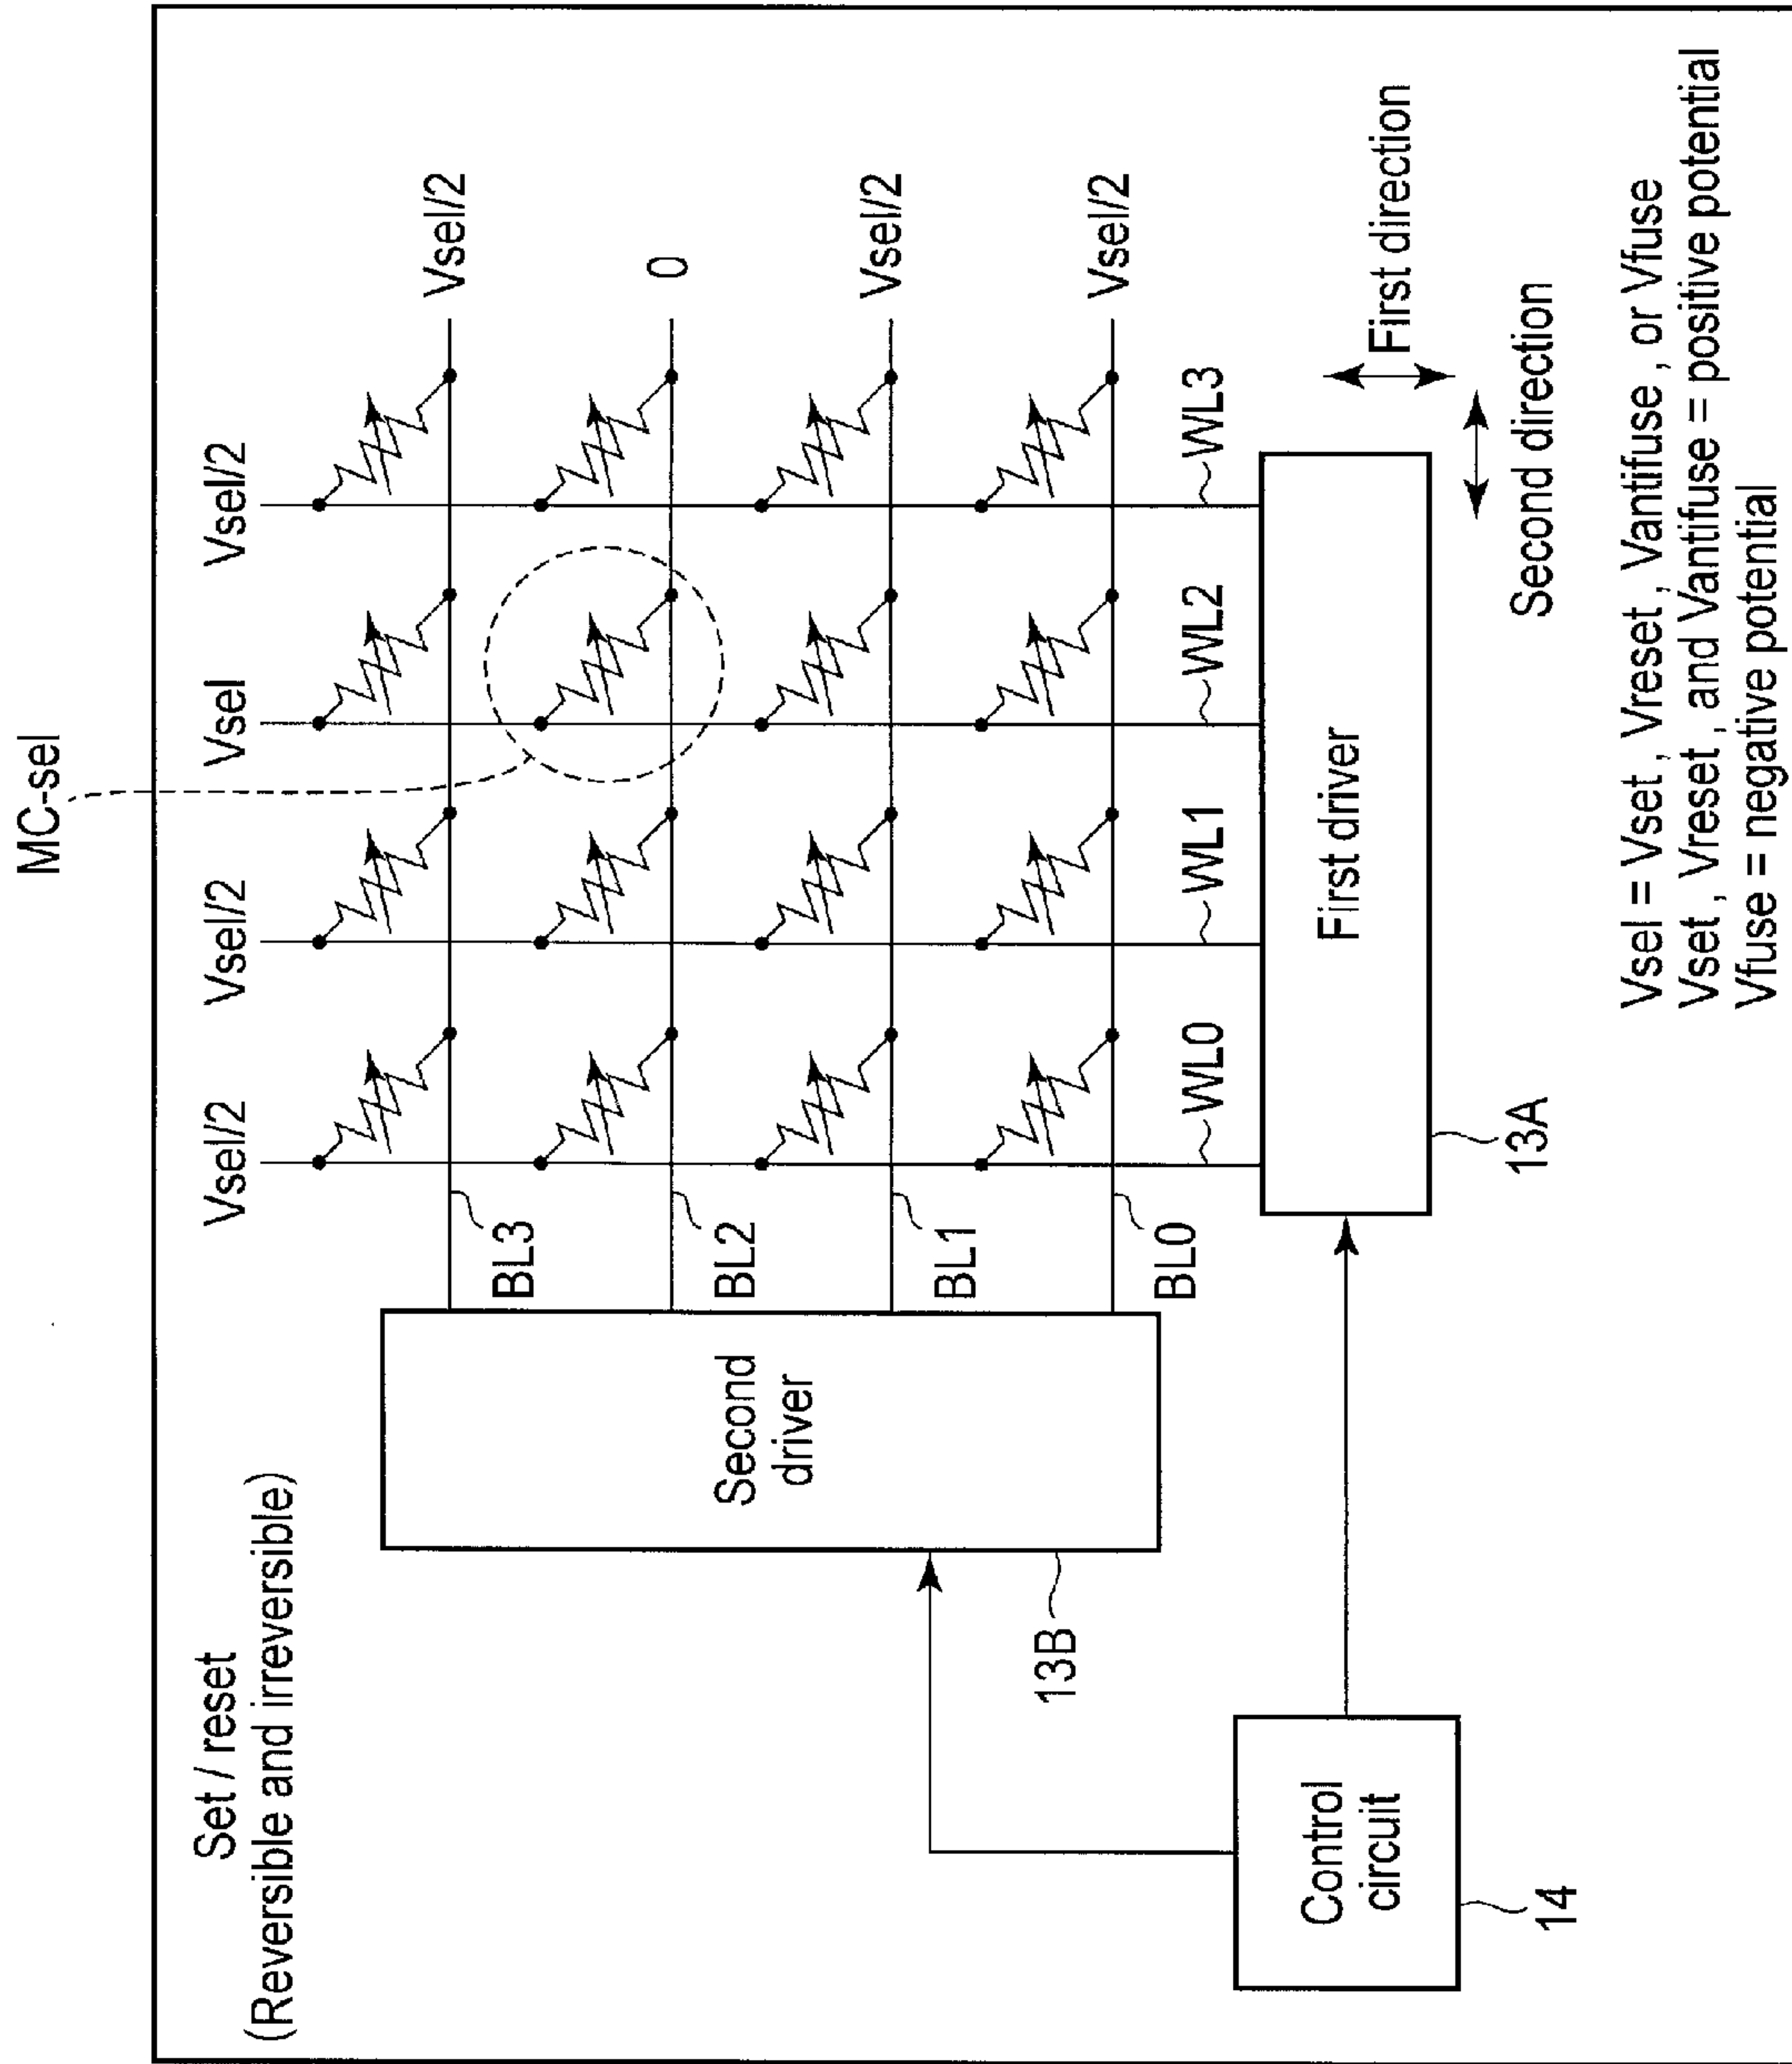 MC-sel
Set / reset
(Reversible and irreversible)
Vsel/2
Vsel/2
Vsel
Vsel/2
Vsel/2
0
Vsel/2
Vsel/2
BL3
BL2
BL1
BL0
WL0
WL1
WL2
WL3
Second
driver
13B
First driver
13A
Control
circuit
14
First direction
Second direction
Vsel = Vset , Vreset , Vantifuse , or Vfuse
Vset , Vreset , and Vantifuse = positive potential
Vfuse = negative potential